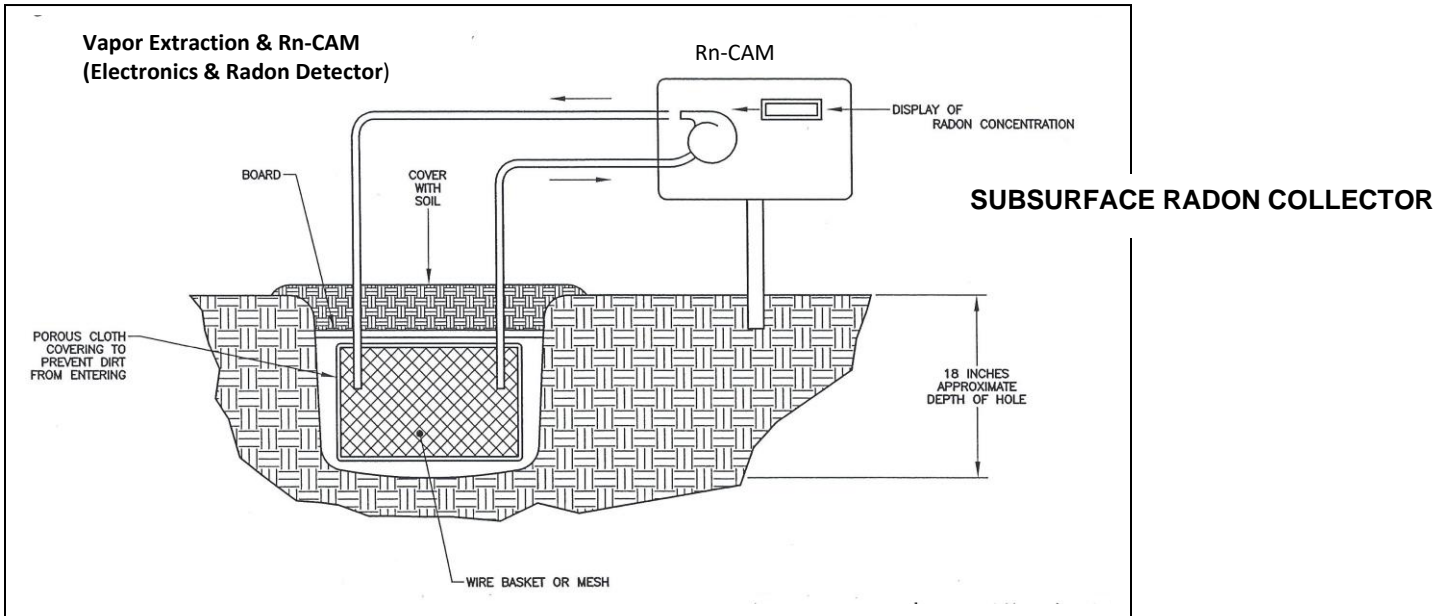 Vapor Extraction & Rn-CAM
(Electronics & Radon Detector)
Rn-CAM
DISPLAY OF
RADON CONCENTRATION
BOARD
COVER
WITH
SOIL
SUBSURFACE RADON COLLECTOR
POROUS CLOTH
COVERING TO
PREVENT DIRT
FROM ENTERING
18 INCHES
APPROXIMATE
DEPTH OF HOLE
WIRE BASKET OR MESH